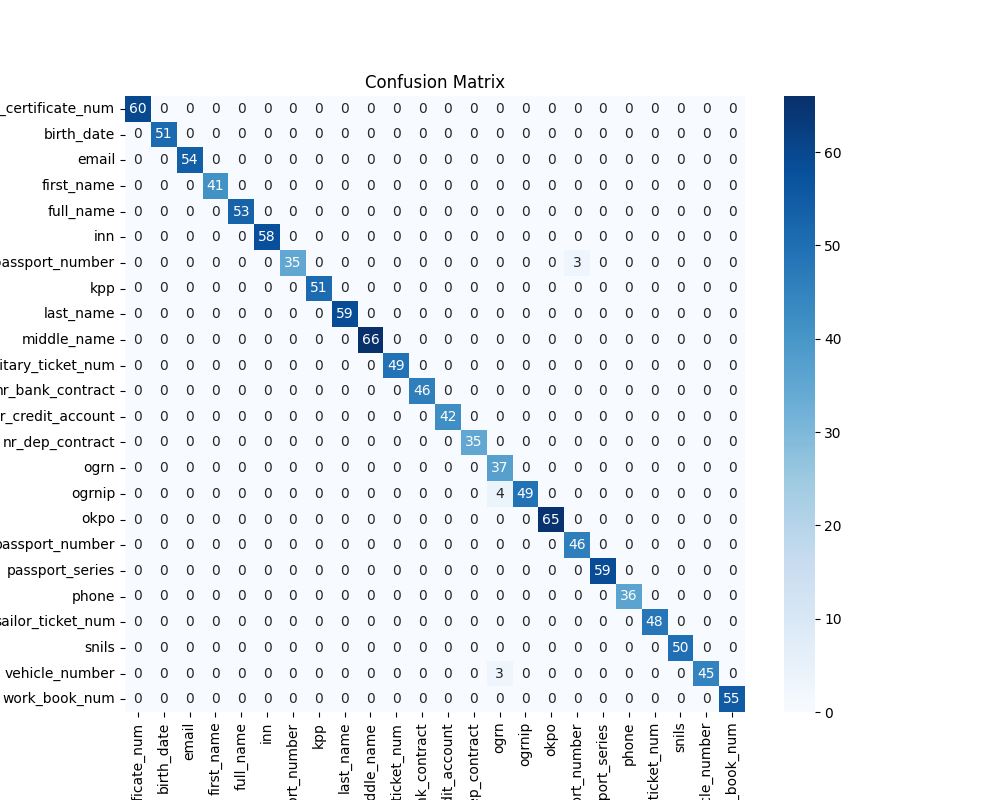 Confusion Matrix
_certificate_num 60 0 0 0 0 0 0 0 0 0 0 0 0 0 0 0 0 0 0 0 0 0 0 0
birth_date 0 51 0 0 0 0 0 0 0 0 0 0 0 0 0 0 0 0 0 0 0 0 0 0
email 0 0 54 0 0 0 0 0 0 0 0 0 0 0 0 0 0 0 0 0 0 0 0 0
first_name 0 0 0 41 0 0 0 0 0 0 0 0 0 0 0 0 0 0 0 0 0 0 0 0
full_name 0 0 0 0 53 0 0 0 0 0 0 0 0 0 0 0 0 0 0 0 0 0 0 0
inn 0 0 0 0 0 58 0 0 0 0 0 0 0 0 0 0 0 0 0 0 0 0 0 0
passport_number 0 0 0 0 0 0 35 0 0 0 0 0 0 0 0 0 0 3 0 0 0 0 0 0
kpp 0 0 0 0 0 0 0 51 0 0 0 0 0 0 0 0 0 0 0 0 0 0 0 0
last_name 0 0 0 0 0 0 0 0 59 0 0 0 0 0 0 0 0 0 0 0 0 0 0 0
middle_name 0 0 0 0 0 0 0 0 0 66 0 0 0 0 0 0 0 0 0 0 0 0 0 0
itary_ticket_num 0 0 0 0 0 0 0 0 0 0 49 0 0 0 0 0 0 0 0 0 0 0 0 0
nr_bank_contract 0 0 0 0 0 0 0 0 0 0 0 46 0 0 0 0 0 0 0 0 0 0 0 0
r_credit_account 0 0 0 0 0 0 0 0 0 0 0 0 42 0 0 0 0 0 0 0 0 0 0 0
nr_dep_contract 0 0 0 0 0 0 0 0 0 0 0 0 0 35 0 0 0 0 0 0 0 0 0 0
ogrn 0 0 0 0 0 0 0 0 0 0 0 0 0 0 37 0 0 0 0 0 0 0 0 0
ogrnip 0 0 0 0 0 0 0 0 0 0 0 0 0 0 4 49 0 0 0 0 0 0 0 0
okpo 0 0 0 0 0 0 0 0 0 0 0 0 0 0 0 0 65 0 0 0 0 0 0 0
passport_number 0 0 0 0 0 0 0 0 0 0 0 0 0 0 0 0 0 46 0 0 0 0 0 0
passport_series 0 0 0 0 0 0 0 0 0 0 0 0 0 0 0 0 0 0 59 0 0 0 0 0
phone 0 0 0 0 0 0 0 0 0 0 0 0 0 0 0 0 0 0 0 36 0 0 0 0
sailor_ticket_num 0 0 0 0 0 0 0 0 0 0 0 0 0 0 0 0 0 0 0 0 48 0 0 0
snils 0 0 0 0 0 0 0 0 0 0 0 0 0 0 0 0 0 0 0 0 0 50 0 0
vehicle_number 0 0 0 0 0 0 0 0 0 0 0 0 0 0 3 0 0 0 0 0 0 0 45 0
work_book_num 0 0 0 0 0 0 0 0 0 0 0 0 0 0 0 0 0 0 0 0 0 0 0 55
ficate_num
birth_date
email
first_name
full_name
inn
ort_number
kpp
last_name
ddle_name
ticket_num
nk_contract
dit_account
ep_contract
ogrn
ogrnip
okpo
ort_number
port_series
phone
ticket_num
snils
cle_number
_book_num
60
50
40
30
20
10
0